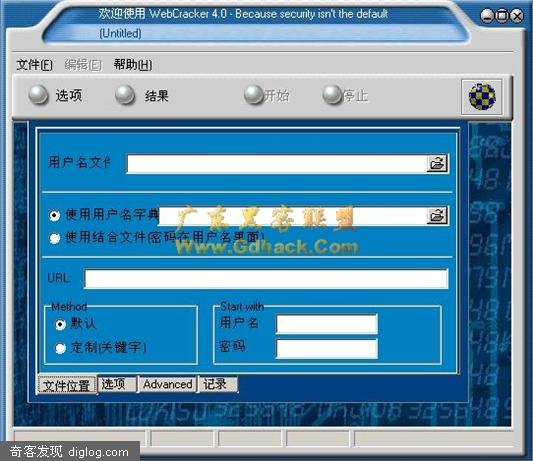 欢迎使用 WebCracker 4.0 - Because security isn't the default
(Untitled)
文件(F) 编辑(E) 帮助(H)
选项 结果 开始 停止
用户名文件
使用用户名字典
广东黑客联盟
www.Gdhack.Com
使用结合文件(密码在用户名里面)
URL:
Method
默认
定制(关键字)
Start with
用户名
密码
文件位置 选项 Advanced 记录
奇客发现 diglog.com